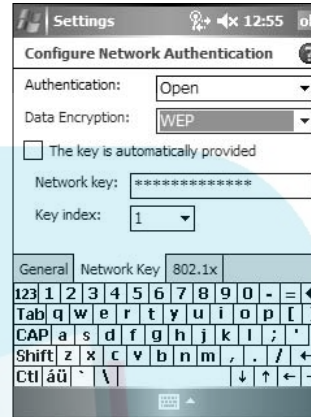 Settings 12:55 ok
Configure Network Authentication ?
Authentication: Open
Data Encryption: WEP
The key is automatically provided
Network key: *************
Key index: 1
General Network Key 802.1x
123 1 2 3 4 5 6 7 8 9 0 - =
Tab q w e r t y u i o p [
CAP a s d f g h j k l ; '
Shift z x c v b n m , . /
Ctl áü ` \